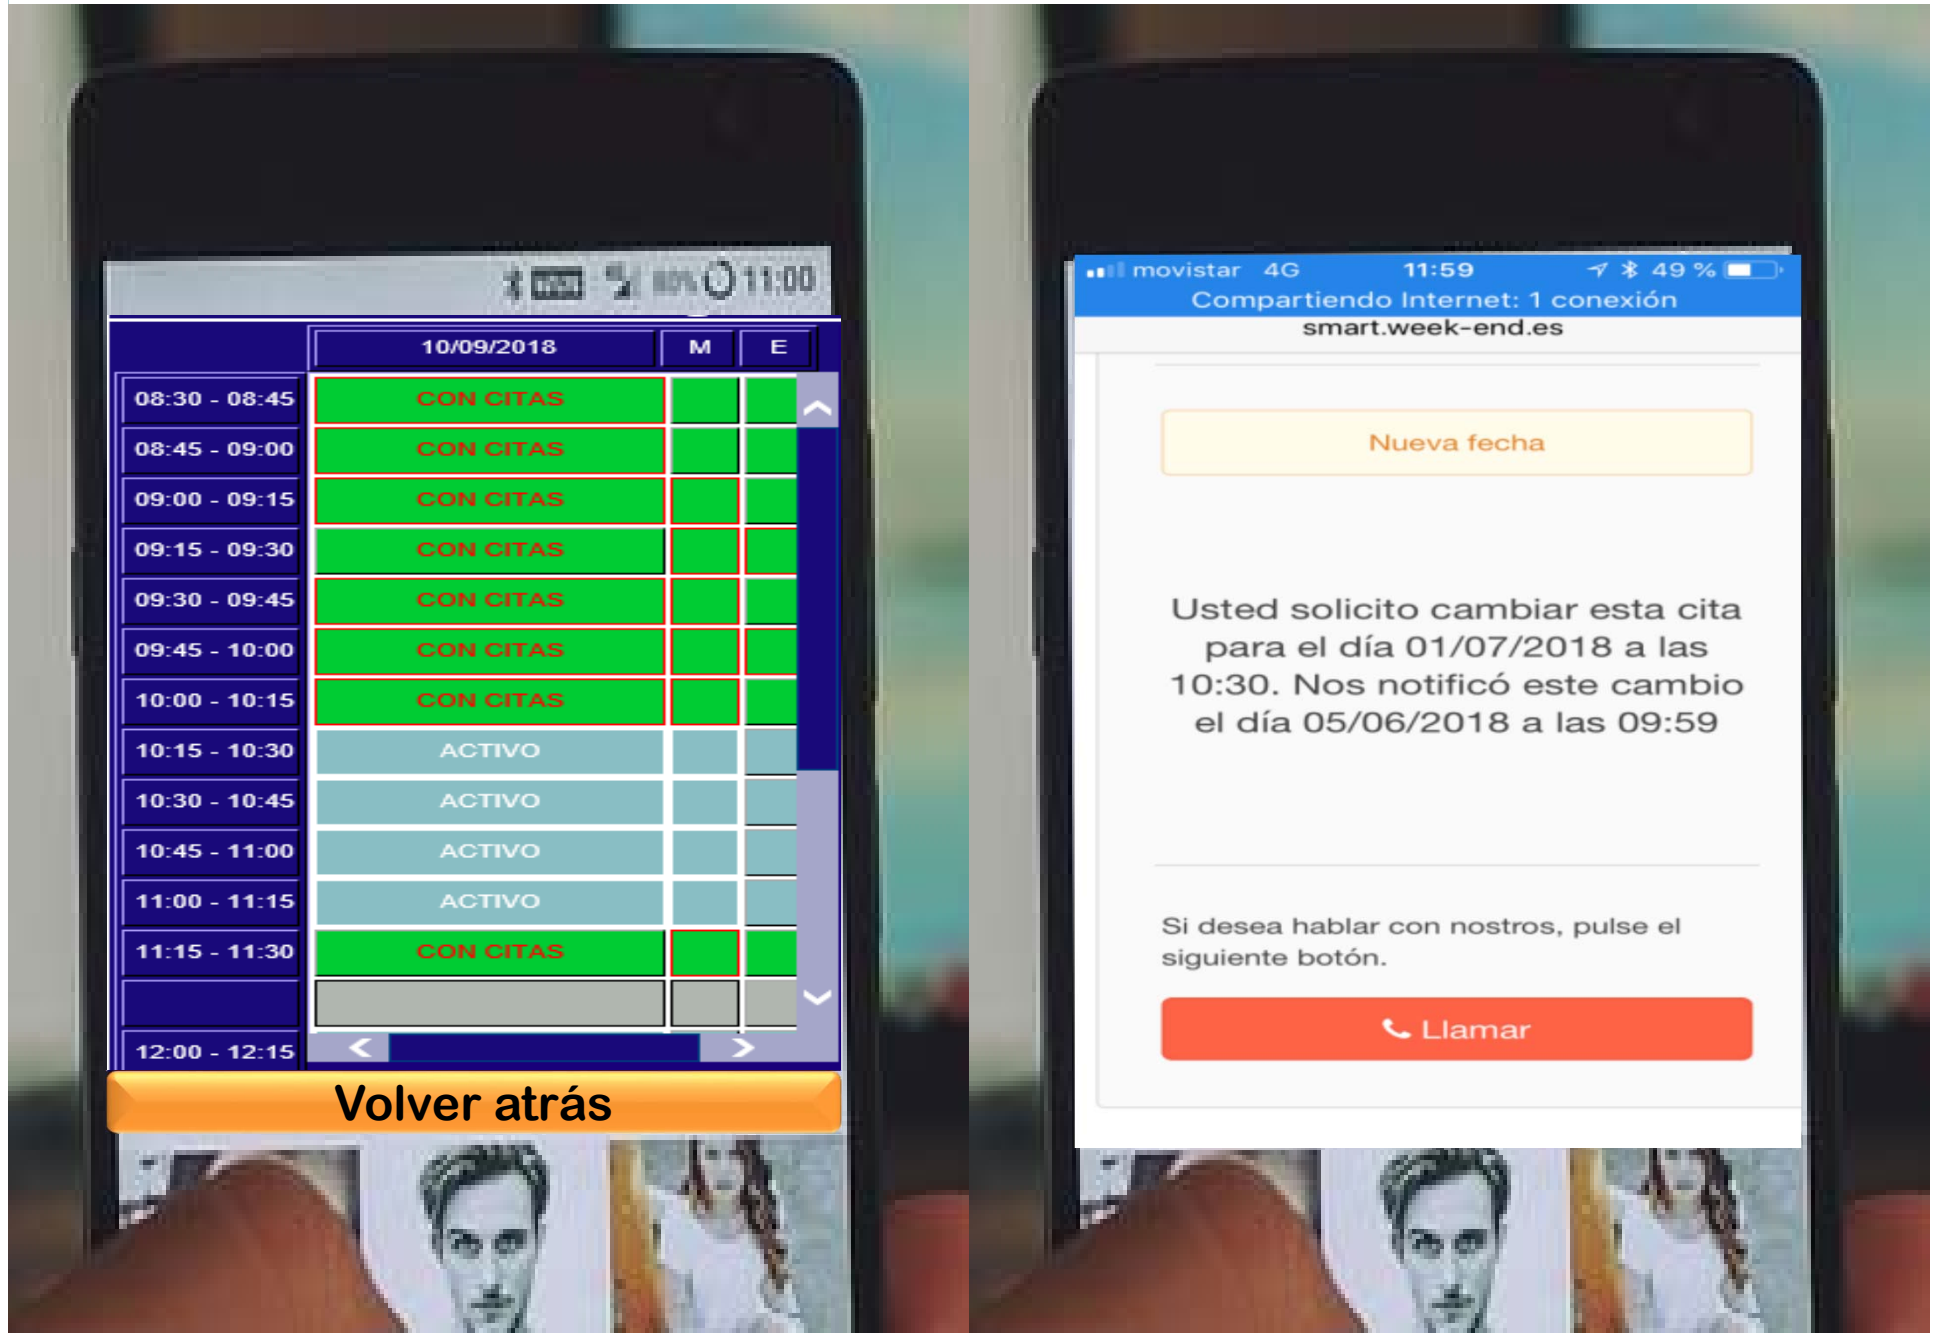 11:00
10/09/2018 M E
08:30 - 08:45 CON CITAS
08:45 - 09:00 CON CITAS
09:00 - 09:15 CON CITAS
09:15 - 09:30 CON CITAS
09:30 - 09:45 CON CITAS
09:45 - 10:00 CON CITAS
10:00 - 10:15 CON CITAS
10:15 - 10:30 ACTIVO
10:30 - 10:45 ACTIVO
10:45 - 11:00 ACTIVO
11:00 - 11:15 ACTIVO
11:15 - 11:30 CON CITAS
12:00 - 12:15
Volver atrás
movistar 4G 11:59 49 %
Compartiendo Internet: 1 conexión
smart.week-end.es
Nueva fecha
Usted solicito cambiar esta cita
para el día 01/07/2018 a las
10:30. Nos notificó este cambio
el día 05/06/2018 a las 09:59
Si desea hablar con nostros, pulse el
siguiente botón.
Llamar